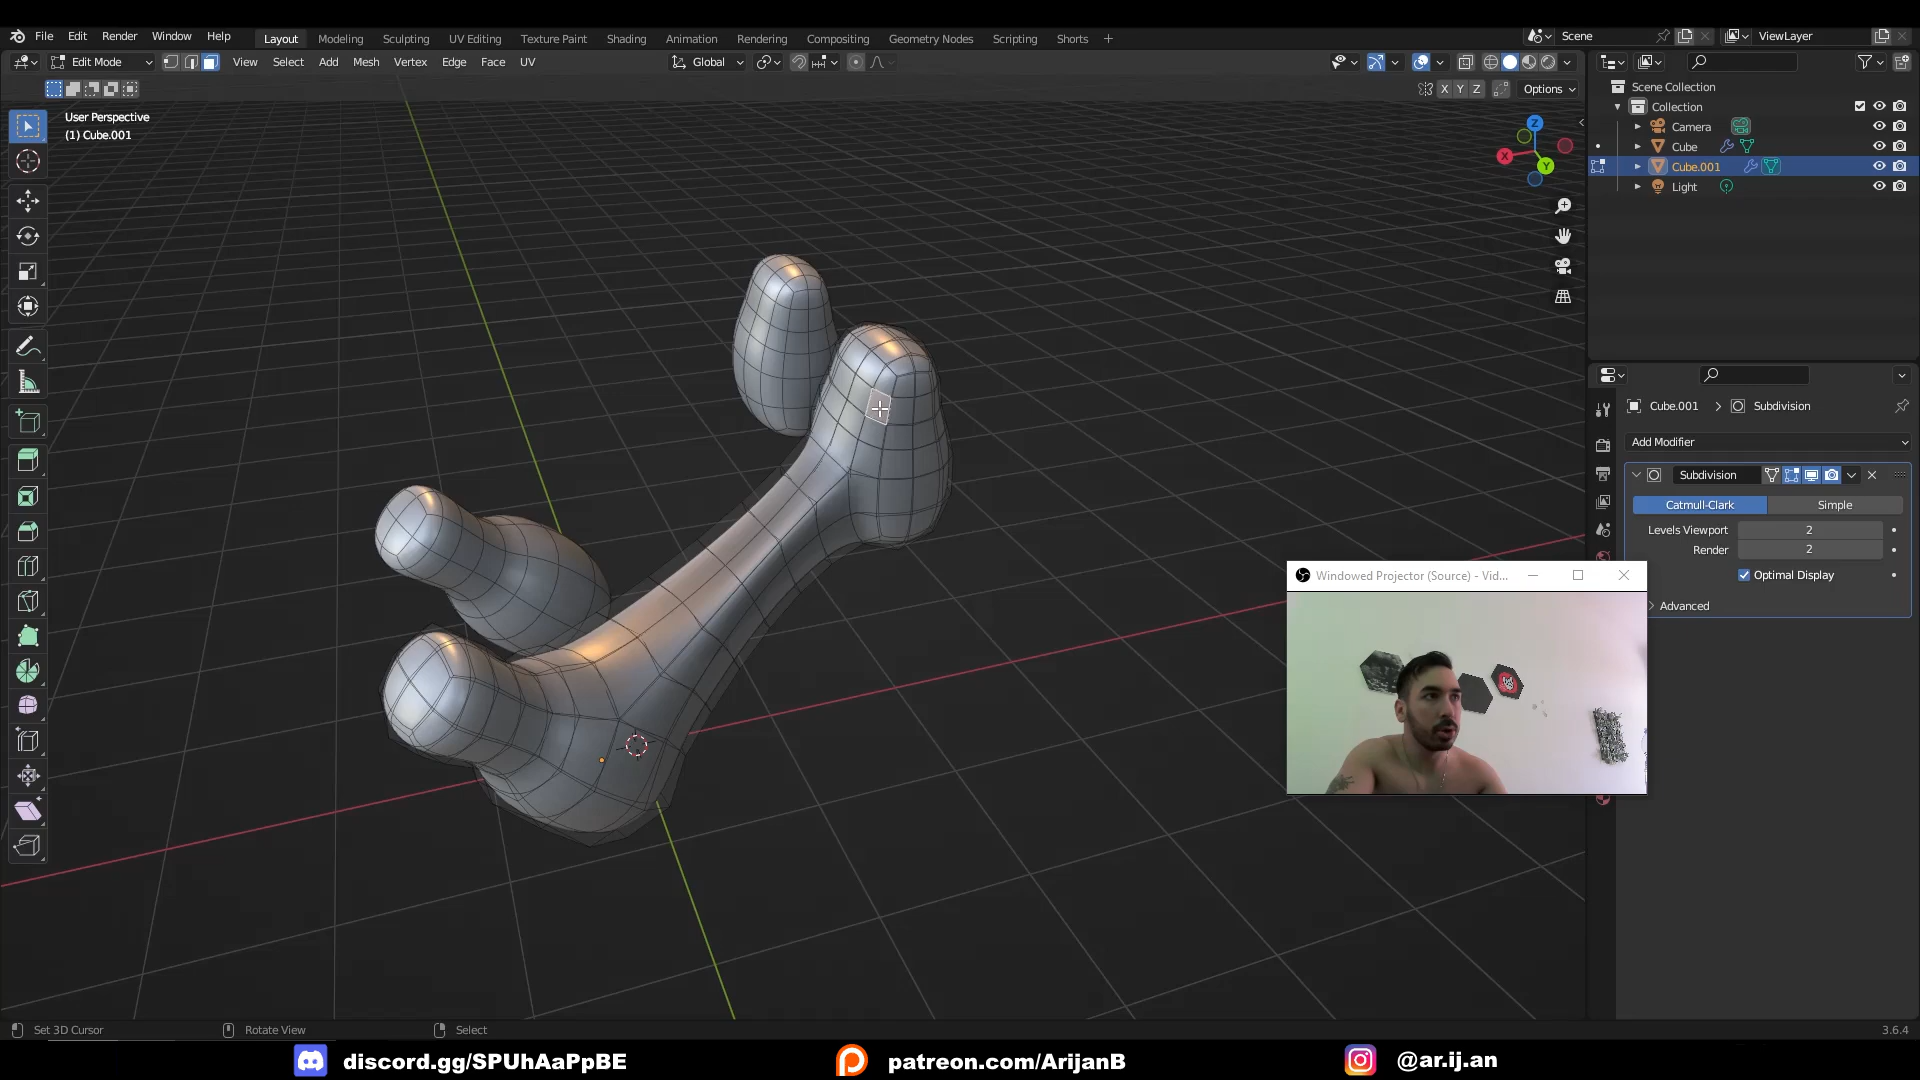 File Edit Render Window Help
Layout Modeling Sculpting UV Editing Texture Paint Shading Animation Rendering Compositing Geometry Nodes Scripting Shorts +
Scene
ViewLayer
Edit Mode
View Select Add Mesh Vertex Edge Face UV
Global
X Y Z
Options
User Perspective
(1) Cube.001
Z
X
Y
Scene Collection
Collection
Camera
Cube
Cube.001
Light
Cube.001 > Subdivision
Add Modifier
Subdivision
Catmull-Clark Simple
Levels Viewport 2
Render 2
Optimal Display
Advanced
Windowed Projector (Source) - Vid...
Set 3D Cursor
Rotate View
Select
3.6.4
discord.gg/SPUhAaPpBE
patreon.com/ArijanB
@ar.ij.an